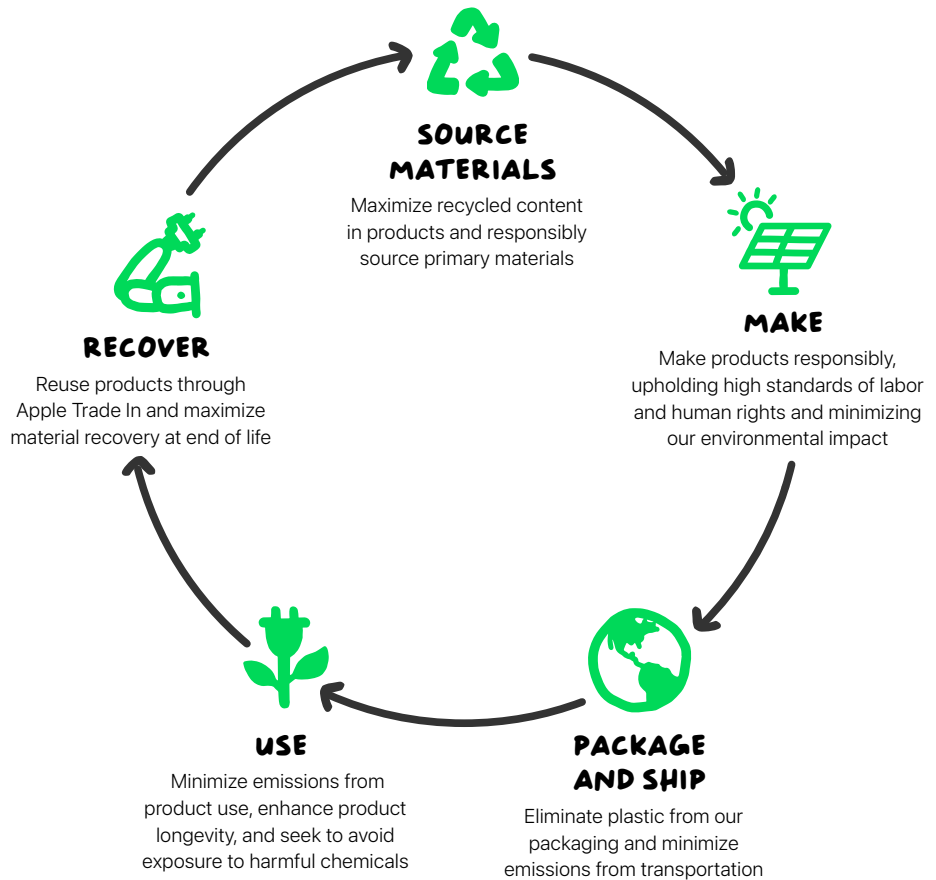 SOURCE
MATERIALS
Maximize recycled content
in products and responsibly
source primary materials
MAKE
Make products responsibly,
upholding high standards of labor
and human rights and minimizing
our environmental impact
PACKAGE
AND SHIP
Eliminate plastic from our
packaging and minimize
emissions from transportation
USE
Minimize emissions from
product use, enhance product
longevity, and seek to avoid
exposure to harmful chemicals
RECOVER
Reuse products through
Apple Trade In and maximize
material recovery at end of life